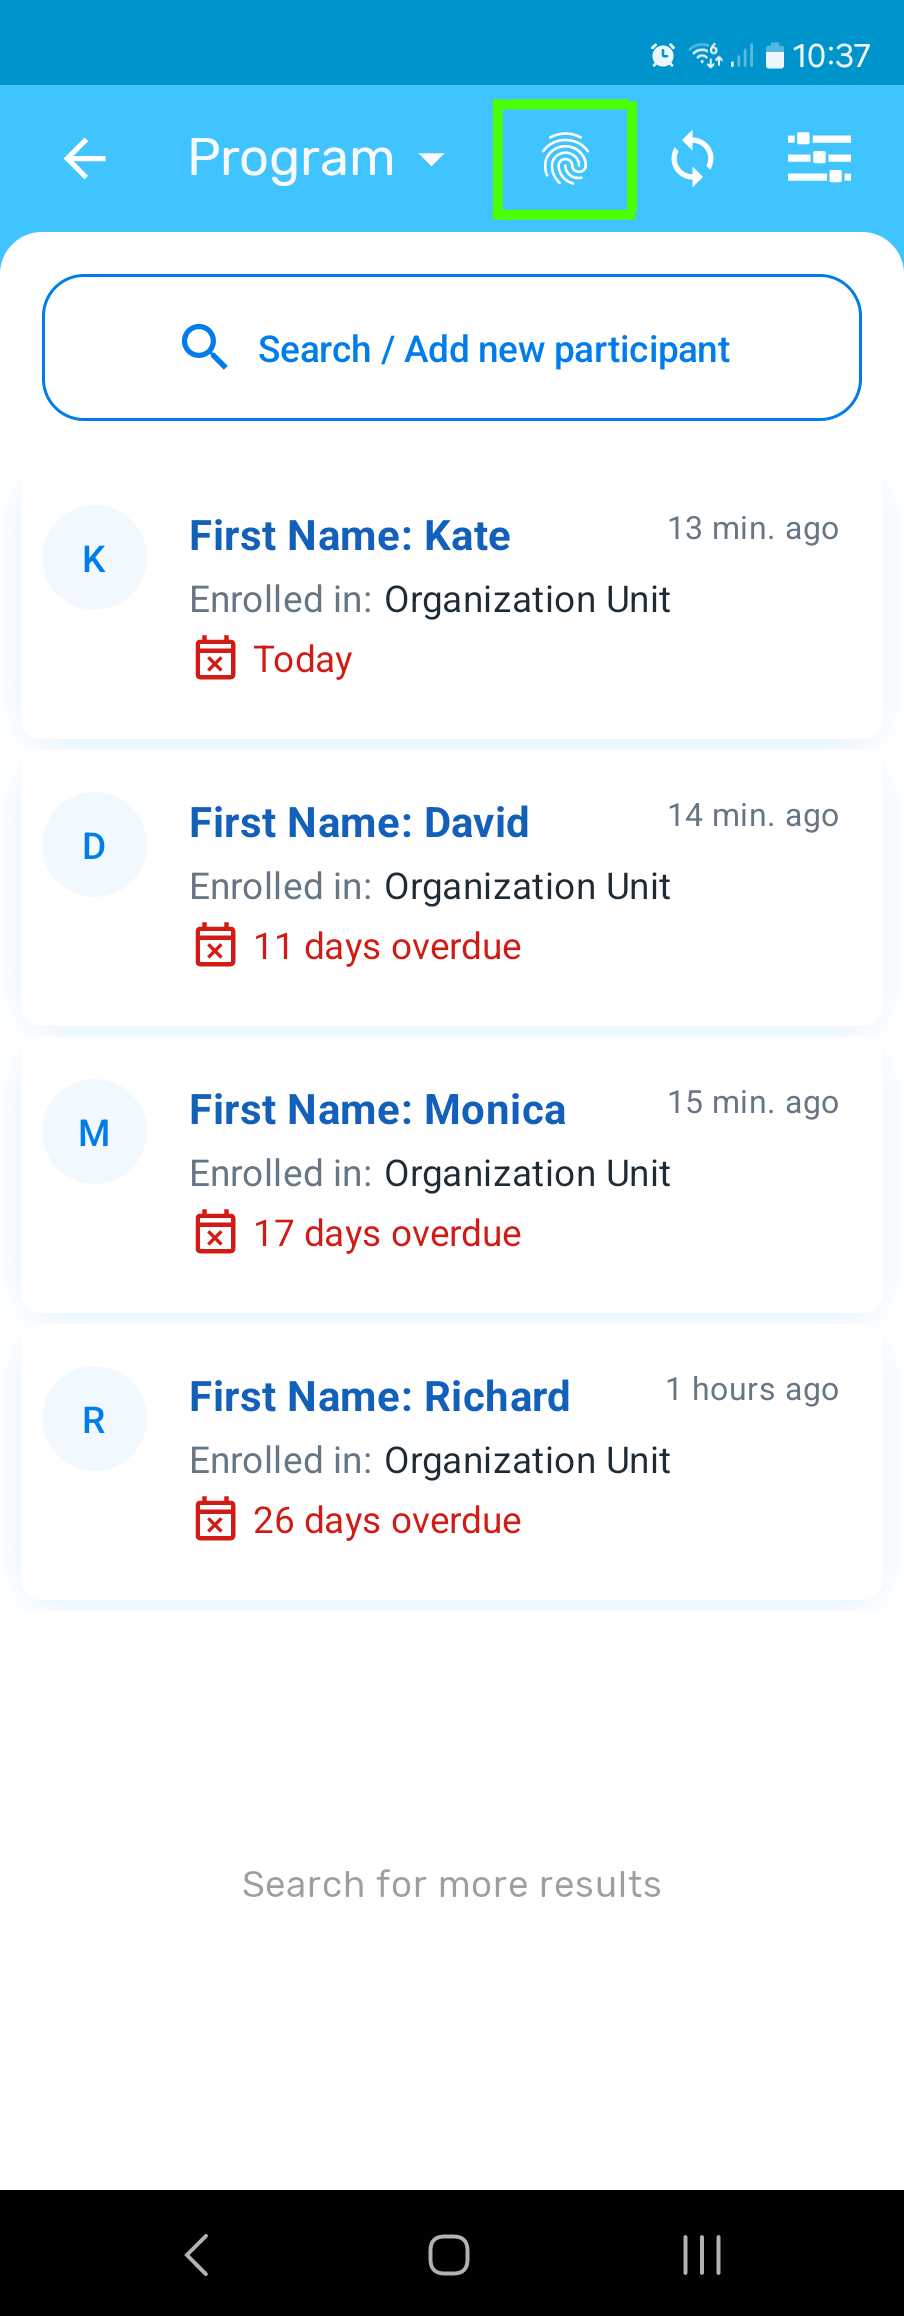 10:37
Program
Search / Add new participant
K
First Name: Kate
13 min. ago
Enrolled in: Organization Unit
Today
D
First Name: David
14 min. ago
Enrolled in: Organization Unit
11 days overdue
M
First Name: Monica
15 min. ago
Enrolled in: Organization Unit
17 days overdue
R
First Name: Richard
1 hours ago
Enrolled in: Organization Unit
26 days overdue
Search for more results